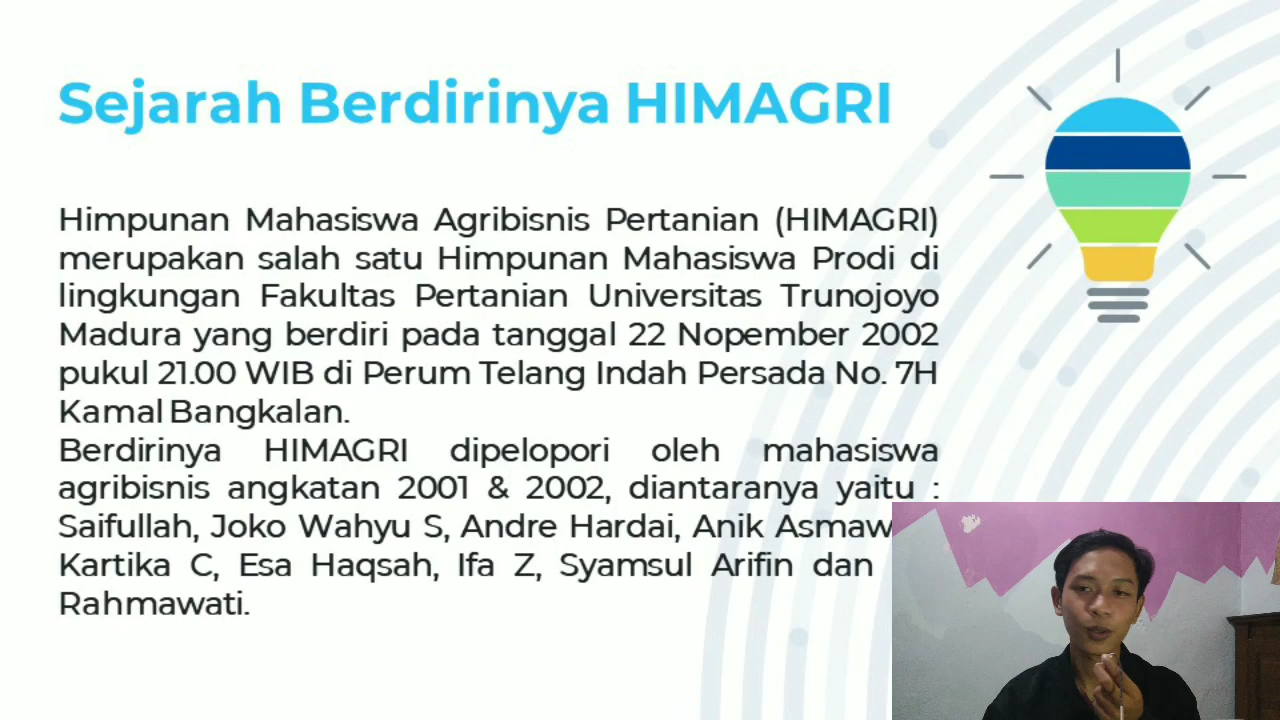 Sejarah Berdirinya HIMAGRI
Himpunan Mahasiswa Agribisnis Pertanian (HIMAGRI)
merupakan salah satu Himpunan Mahasiswa Prodi di
lingkungan Fakultas Pertanian Universitas Trunojoyo
Madura yang berdiri pada tanggal 22 Nopember 2002
pukul 21.00 WIB di Perum Telang Indah Persada No. 7H
Kamal Bangkalan.
Berdirinya HIMAGRI dipelopori oleh mahasiswa
agribisnis angkatan 2001 & 2002, diantaranya yaitu :
Saifullah, Joko Wahyu S, Andre Hardai, Anik
Kartika C, Esa Haqsah, Ifa Z, Syamsul Arifin dan
Rahmawati.